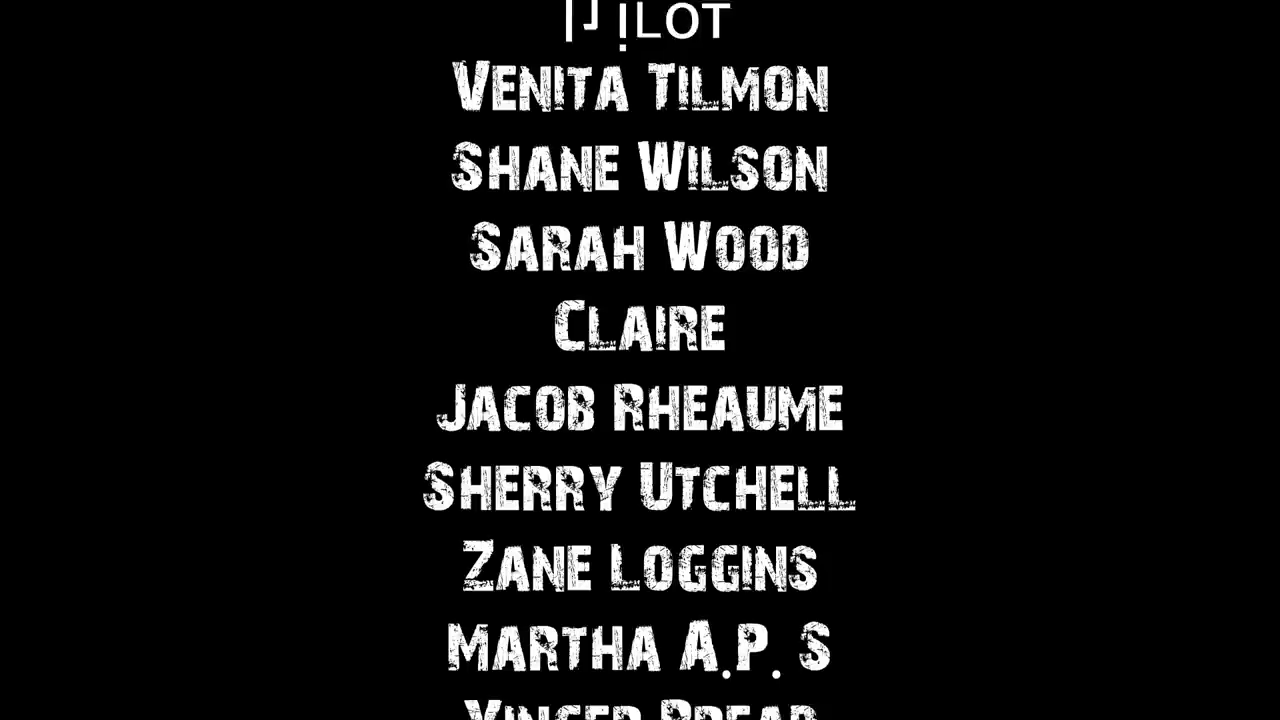 Venita Tilmon
Shane Wilson
Sarah Wood
Claire
Jacob Rheaume
Sherry Utchell
Zane Loggins
Martha A.P. S